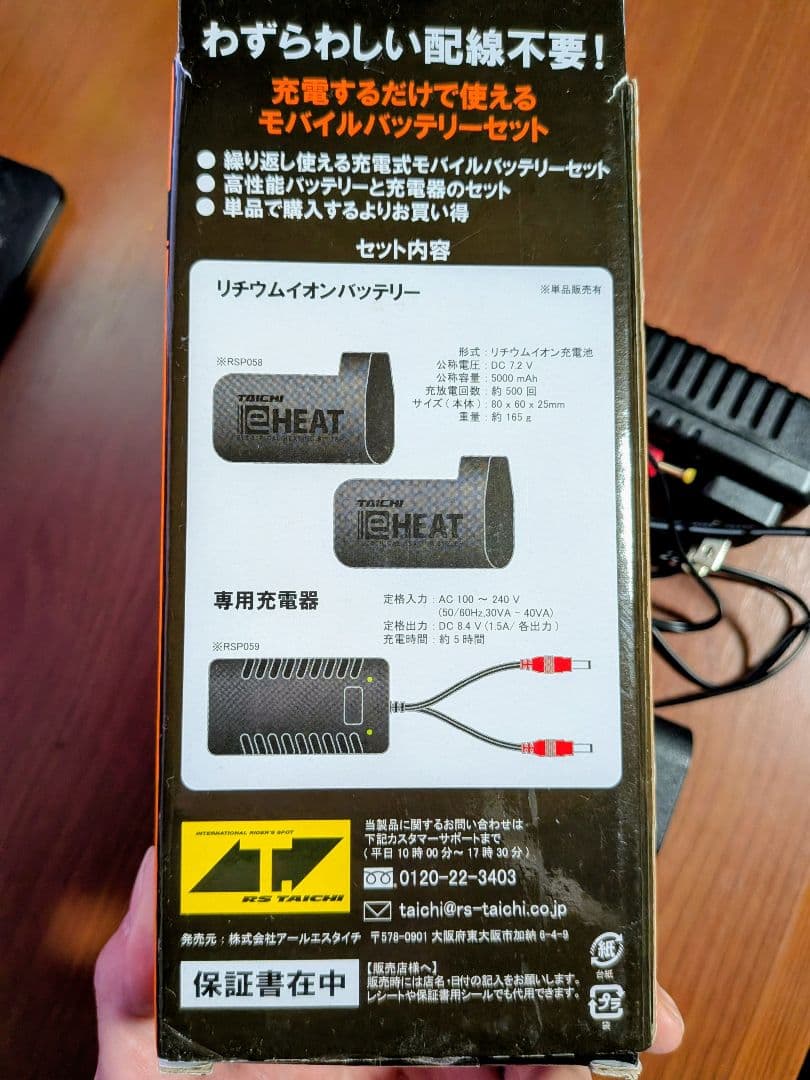 わずらわしい配線不要!
充電するだけで使える
モバイルバッテリーセット
● 繰り返し使える充電式モバイルバッテリーセット
● 高性能バッテリーと充電器のセット
● 単品で購入するよりお買い得
セット内容
リチウムイオンバッテリー
※単品販売有
※RSP058
形式 : リチウムイオン充電池
公称電圧 : DC 7.2 V
公称容量 : 5000 mAh
充放電回数 : 約 500 回
サイズ ( 本体 ) : 80 x 60 x 25mm
重量 : 約 165 g
TAICHI
e HEAT
TAICHI
e HEAT
専用充電器
※RSP059
定格入力 : AC 100 ~ 240 V
(50/60Hz,30VA - 40VA)
定格出力 : DC 8.4 V (1.5A/ 各出力 )
充電時間 : 約 5 時間
INTERNATIONAL RIDER'S SPOT
RS TAICHI
当製品に関するお問い合わせは
下記カスタマーサポートまで
( 平日 10 時 00 分~ 17 時 30 分 )
0120-22-3403
taichi@rs-taichi.co.jp
発売元 : 株式会社アールエスタイチ 〒578-0901 大阪府東大阪市加納 6-4-9
保証書在中
【販売店様へ】
販売時には店名・日付の記入をお願いします。
レシートや保証書用シールでも代用できます。
紙
台紙
プラ
袋